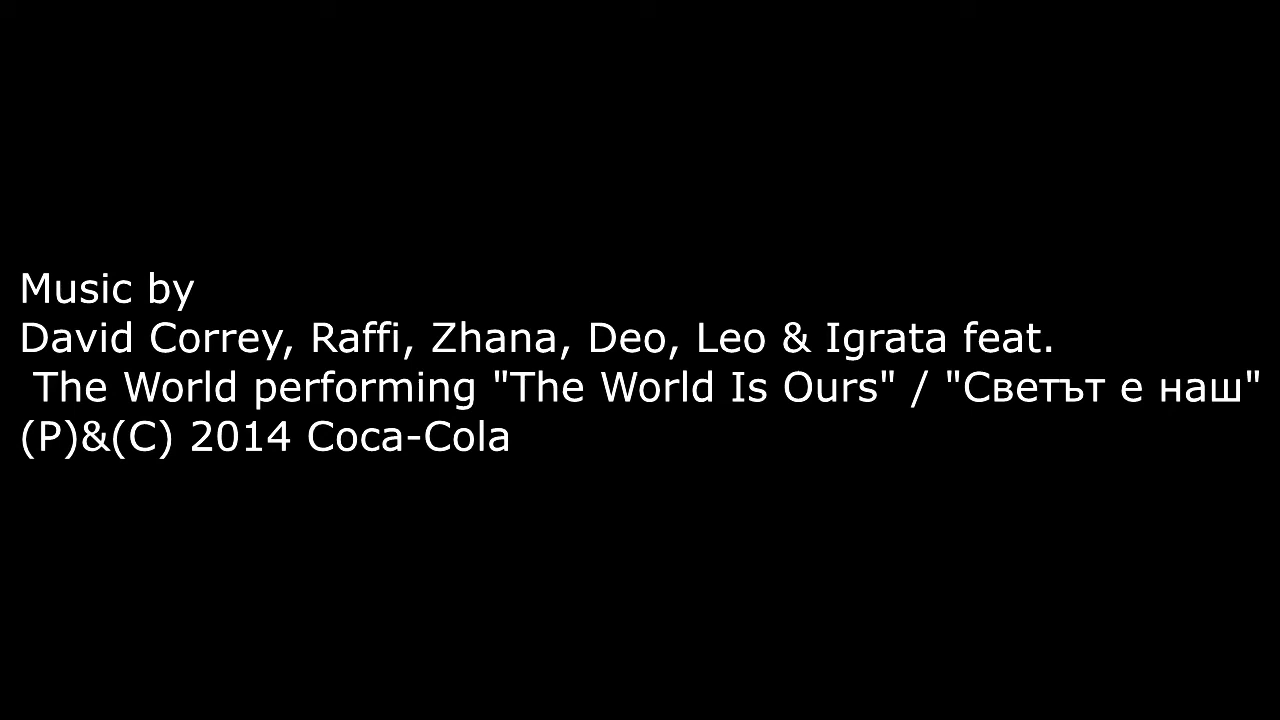 Music by
David Correy, Raffi, Zhana, Deo, Leo & Igrata feat.
The World performing "The World Is Ours" / "Светът е наш"
(P)&(C) 2014 Coca-Cola